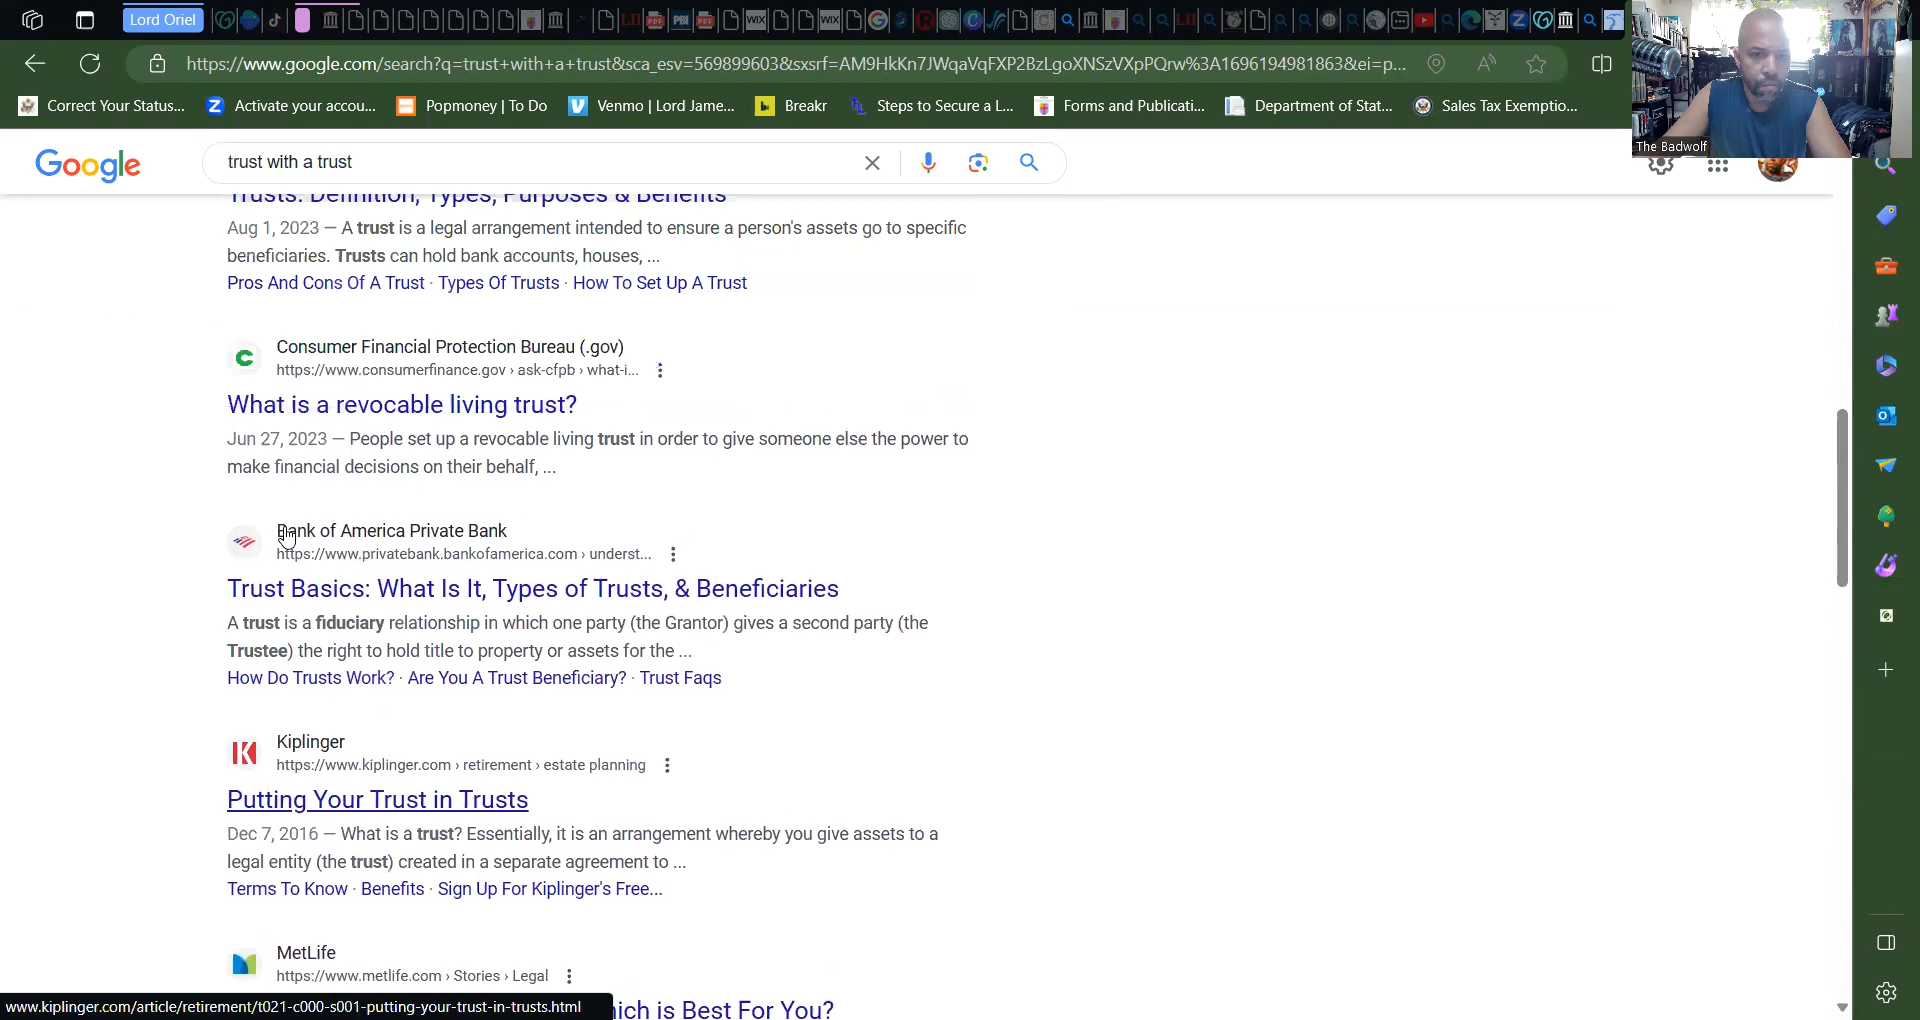 Lord Oriel
https://www.google.com/search?q=trust+with+a+trust&sca_esv=569899603&sxsrf=AM9HkKn7JWqaVqFXP2BzLgoXNSzVXpPQrw%3A1696194981863&ei=p...
Correct Your Status... Activate your accou... Popmoney | To Do Venmo | Lord Jame... Breakr Steps to Secure a L... Forms and Publicati... Department of Stat... Sales Tax Exemptio...
The Badwolf
Google
trust with a trust
Trusts: Definition, Types, Purposes & Benefits
Aug 1, 2023 — A trust is a legal arrangement intended to ensure a person's assets go to specific
beneficiaries. Trusts can hold bank accounts, houses, ...
Pros And Cons Of A Trust · Types Of Trusts · How To Set Up A Trust
Consumer Financial Protection Bureau (.gov)
https://www.consumerfinance.gov › ask-cfpb › what-i...
What is a revocable living trust?
Jun 27, 2023 — People set up a revocable living trust in order to give someone else the power to
make financial decisions on their behalf, ...
Bank of America Private Bank
https://www.privatebank.bankofamerica.com › underst...
Trust Basics: What Is It, Types of Trusts, & Beneficiaries
A trust is a fiduciary relationship in which one party (the Grantor) gives a second party (the
Trustee) the right to hold title to property or assets for the ...
How Do Trusts Work? · Are You A Trust Beneficiary? · Trust Faqs
Kiplinger
https://www.kiplinger.com › retirement › estate planning
Putting Your Trust in Trusts
Dec 7, 2016 — What is a trust? Essentially, it is an arrangement whereby you give assets to a
legal entity (the trust) created in a separate agreement to ...
Terms To Know · Benefits · Sign Up For Kiplinger's Free...
MetLife
https://www.metlife.com › Stories › Legal
www.kiplinger.com/article/retirement/t021-c000-s001-putting-your-trust-in-trusts.html
ich is Best For You?